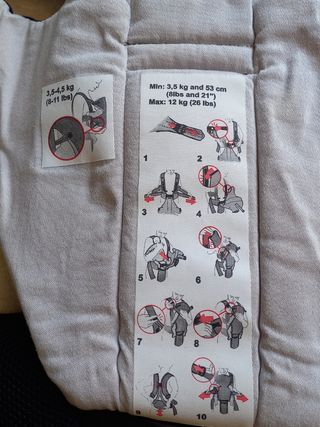 3,5-4,5 kg
(8-11 lbs)
Min: 3,5 kg and 53 cm
(8lbs and 21")
Max: 12 kg (26 lbs)
1
2
3
4
5
6
7
8
9
10